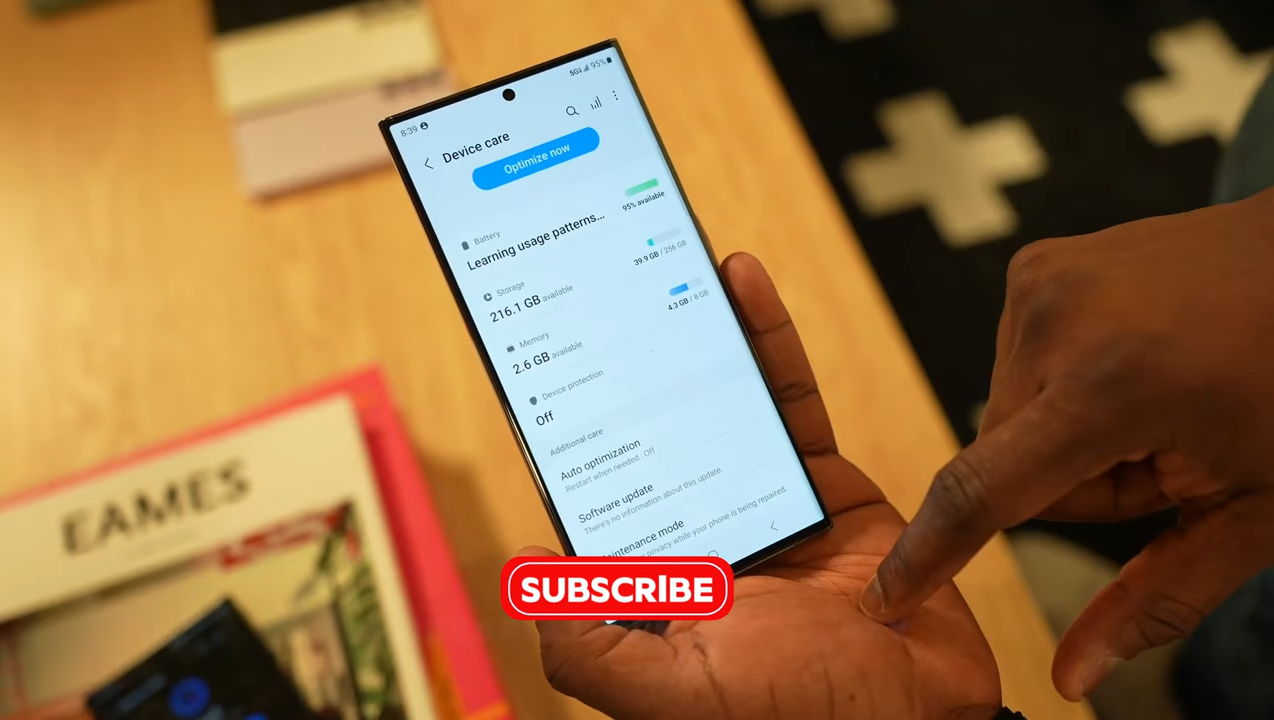 8:39
5G 95%
Device care
Optimize now
Battery
Learning usage patterns...
95% available
Storage
216.1 GB available
39.9 GB / 256 GB
Memory
2.6 GB available
4.3 GB / 8 GB
Device protection
Off
Additional care
Auto optimization
Restart when needed : Off
Software update
There's no information about this update.
Maintenance mode
privacy while your phone is being repaired.
SUBSCRIBE
EAMES